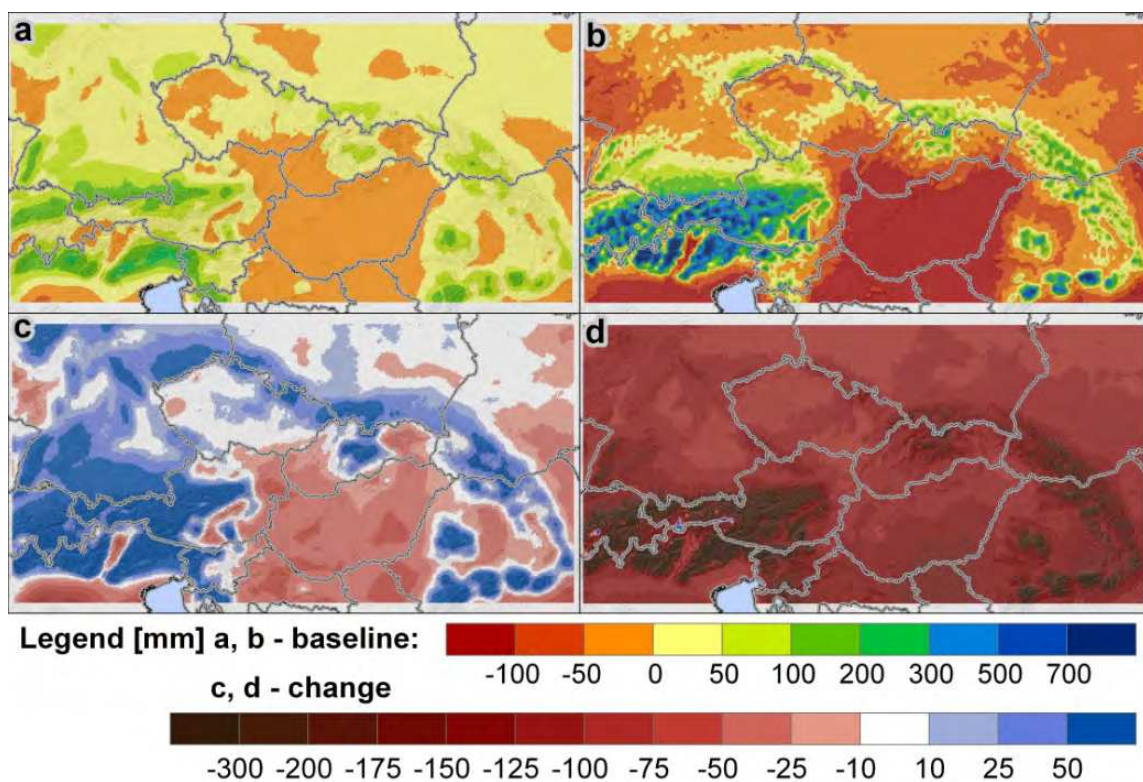 a
b
c
d
Legend [mm] a, b - baseline:
-100 -50 0 50 100 200 300 500 700
c, d - change
-300 -200 -175 -150 -125 -100 -75 -50 -25 -10 10 25 50